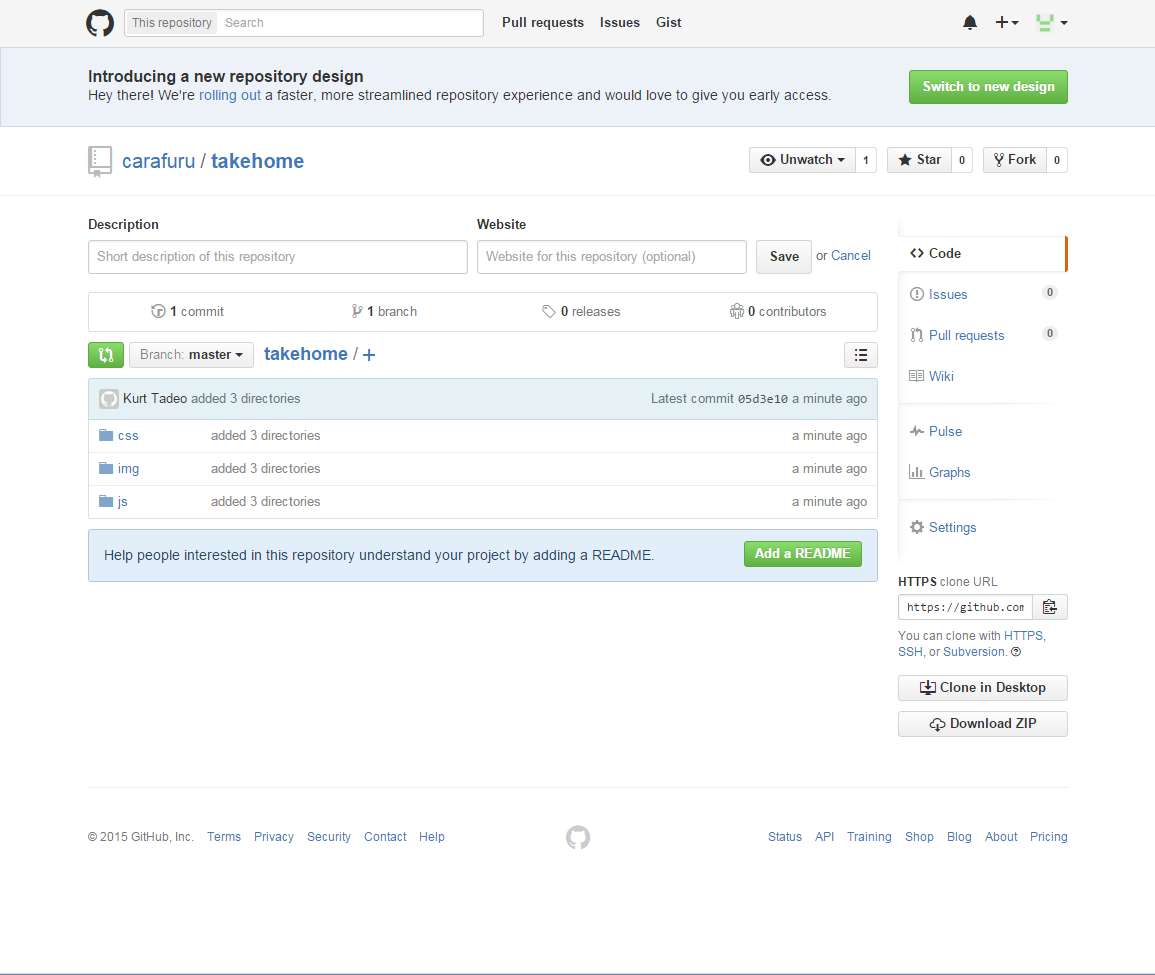 This repository Search Pull requests Issues Gist
Introducing a new repository design
Hey there! We're rolling out a faster, more streamlined repository experience and would love to give you early access.
Switch to new design
carafuru / takehome
Unwatch 1 Star 0 Fork 0
Description Website
Short description of this repository Website for this repository (optional) Save or Cancel
1 commit 1 branch 0 releases 0 contributors
Branch: master takehome / +
Kurt Tadeo added 3 directories Latest commit 05d3e10 a minute ago
css added 3 directories a minute ago
img added 3 directories a minute ago
js added 3 directories a minute ago
Help people interested in this repository understand your project by adding a README. Add a README
Code
Issues 0
Pull requests 0
Wiki
Pulse
Graphs
Settings
HTTPS clone URL
https://github.com
You can clone with HTTPS,
SSH, or Subversion.
Clone in Desktop
Download ZIP
© 2015 GitHub, Inc. Terms Privacy Security Contact Help Status API Training Shop Blog About Pricing